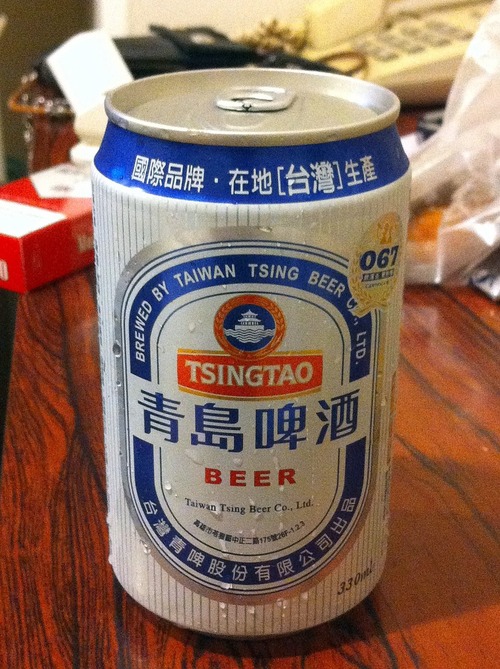 國際品牌・在地[台灣]生產
067
BREWED BY TAIWAN TSING BEER CO., LTD.
TSINGTAO
青島啤酒
BEER
Taiwan Tsing Beer Co., Ltd.
台灣青啤股份有限公司出品
330mL